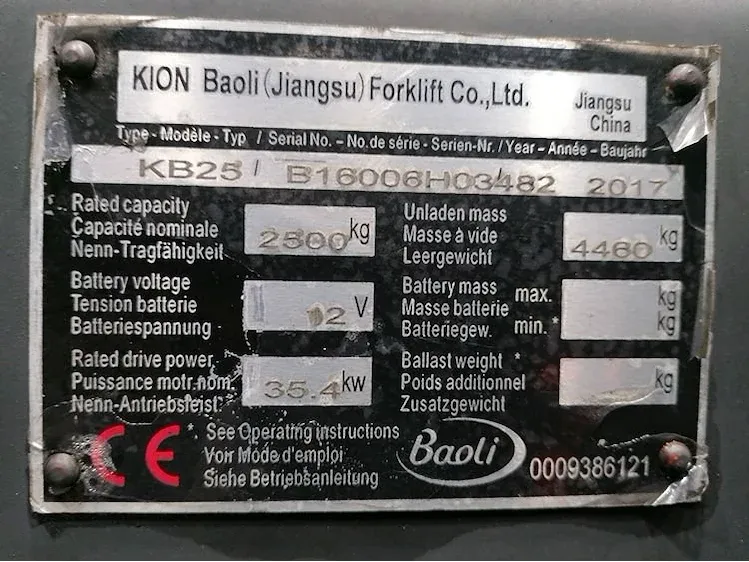 KION Baoli(Jiangsu)Forklift Co.,Ltd. Jiangsu
China
Type - Modèle - Typ / Serial No. – No.de série - Serien-Nr. / Year – Année – Baujahr
KB25 / B16006H03482 2017
Rated capacity
Capacité nominale
Nenn-Tragfähigkeit
2500 kg
Unladen mass
Masse à vide
Leergewicht
4460 kg
Battery voltage
Tension batterie
Batteriespannung
12 V
Battery mass
Masse batterie
Batteriegew.
max. kg
min. * kg
Rated drive power
Puissance motr.nom.
Nenn-Antriebsleist.
35.4 kw
Ballast weight *
Poids additionnel
Zusatzgewicht
kg
CE
*. See Operating instructions
Voir Mode d'emploi
Siehe Betriebsanleitung
Baoli
0009386121